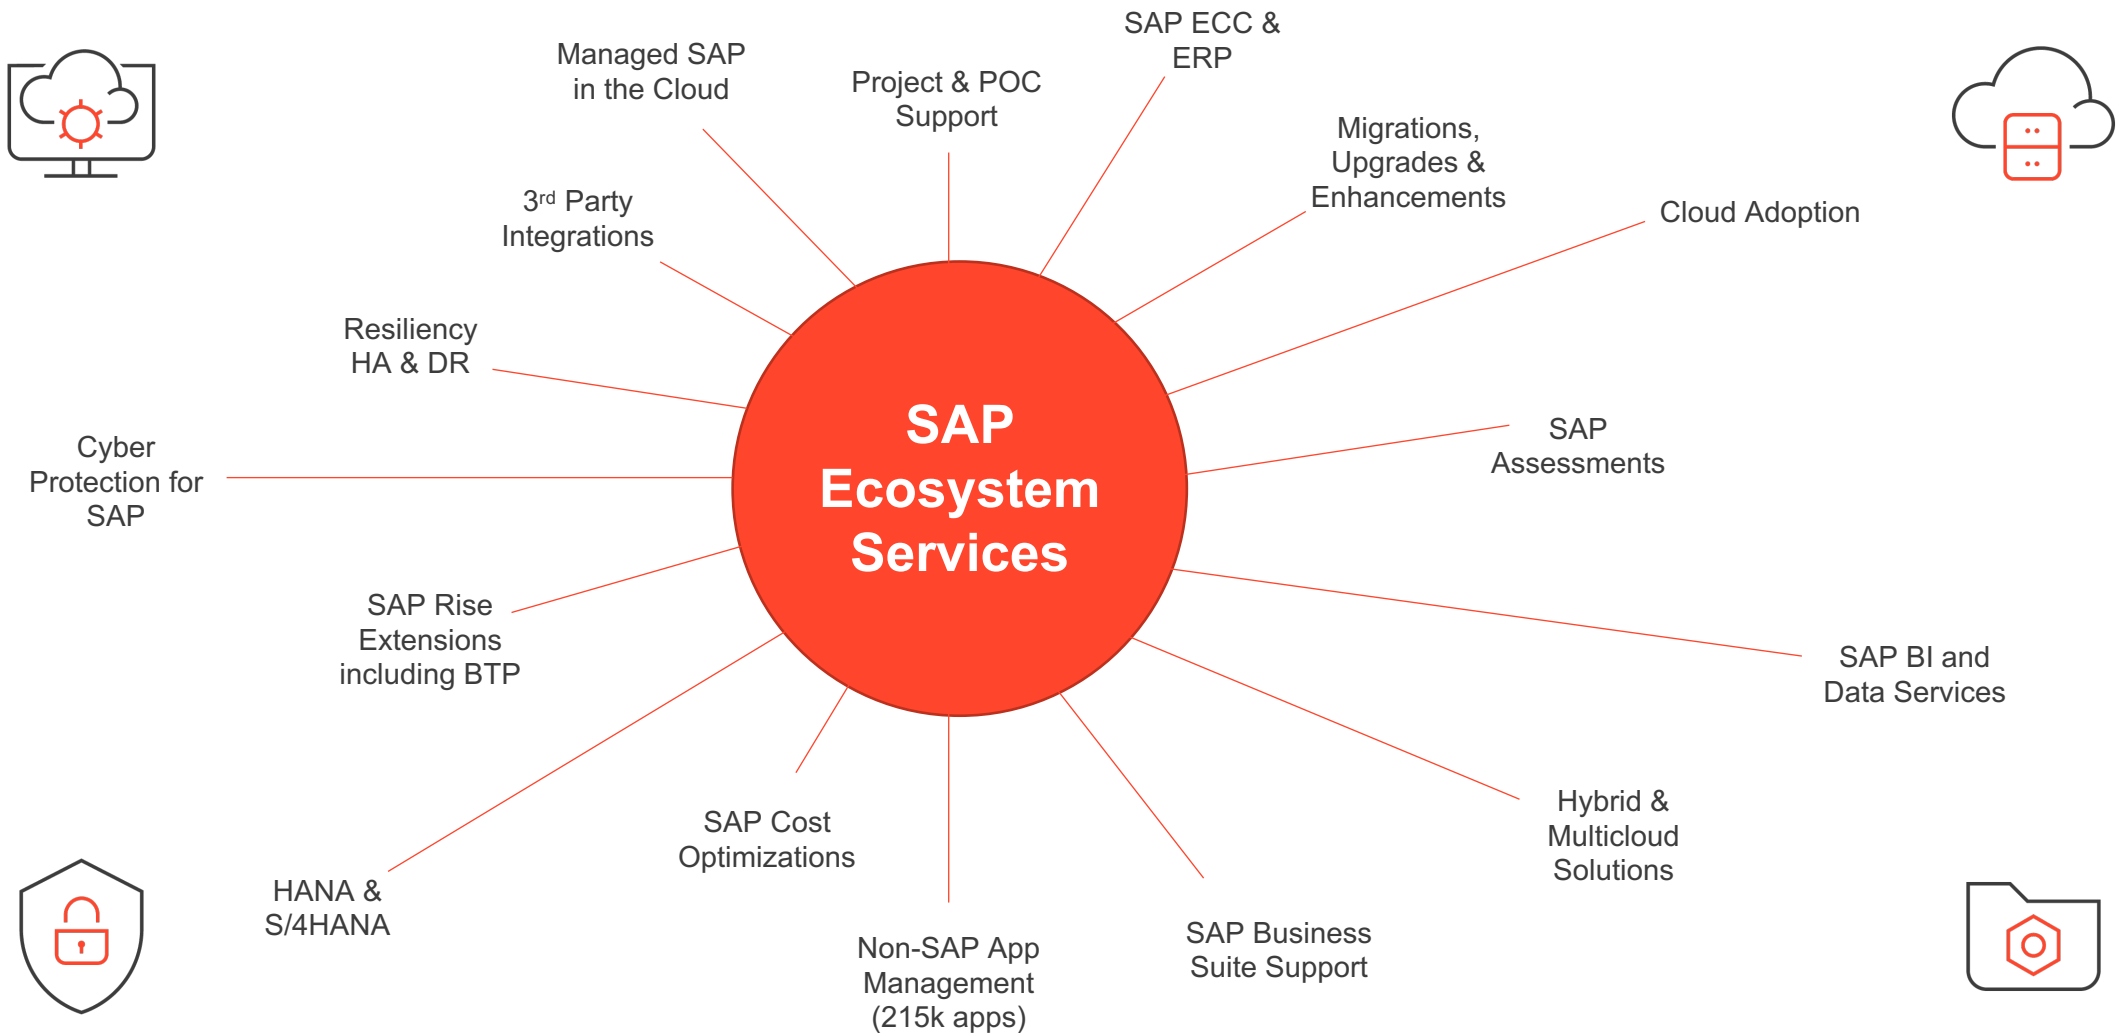 SAP ECC &
ERP
Managed SAP
in the Cloud
Project & POC
Support
Migrations,
Upgrades &
Enhancements
3rd Party
Integrations
Cloud Adoption
Resiliency
HA & DR
SAP
Ecosystem
Services
SAP
Assessments
Cyber
Protection for
SAP
SAP Rise
Extensions
including BTP
SAP BI and
Data Services
SAP Cost
Optimizations
Hybrid &
Multicloud
Solutions
HANA &
S/4HANA
Non-SAP App
Management
(215k apps)
SAP Business
Suite Support